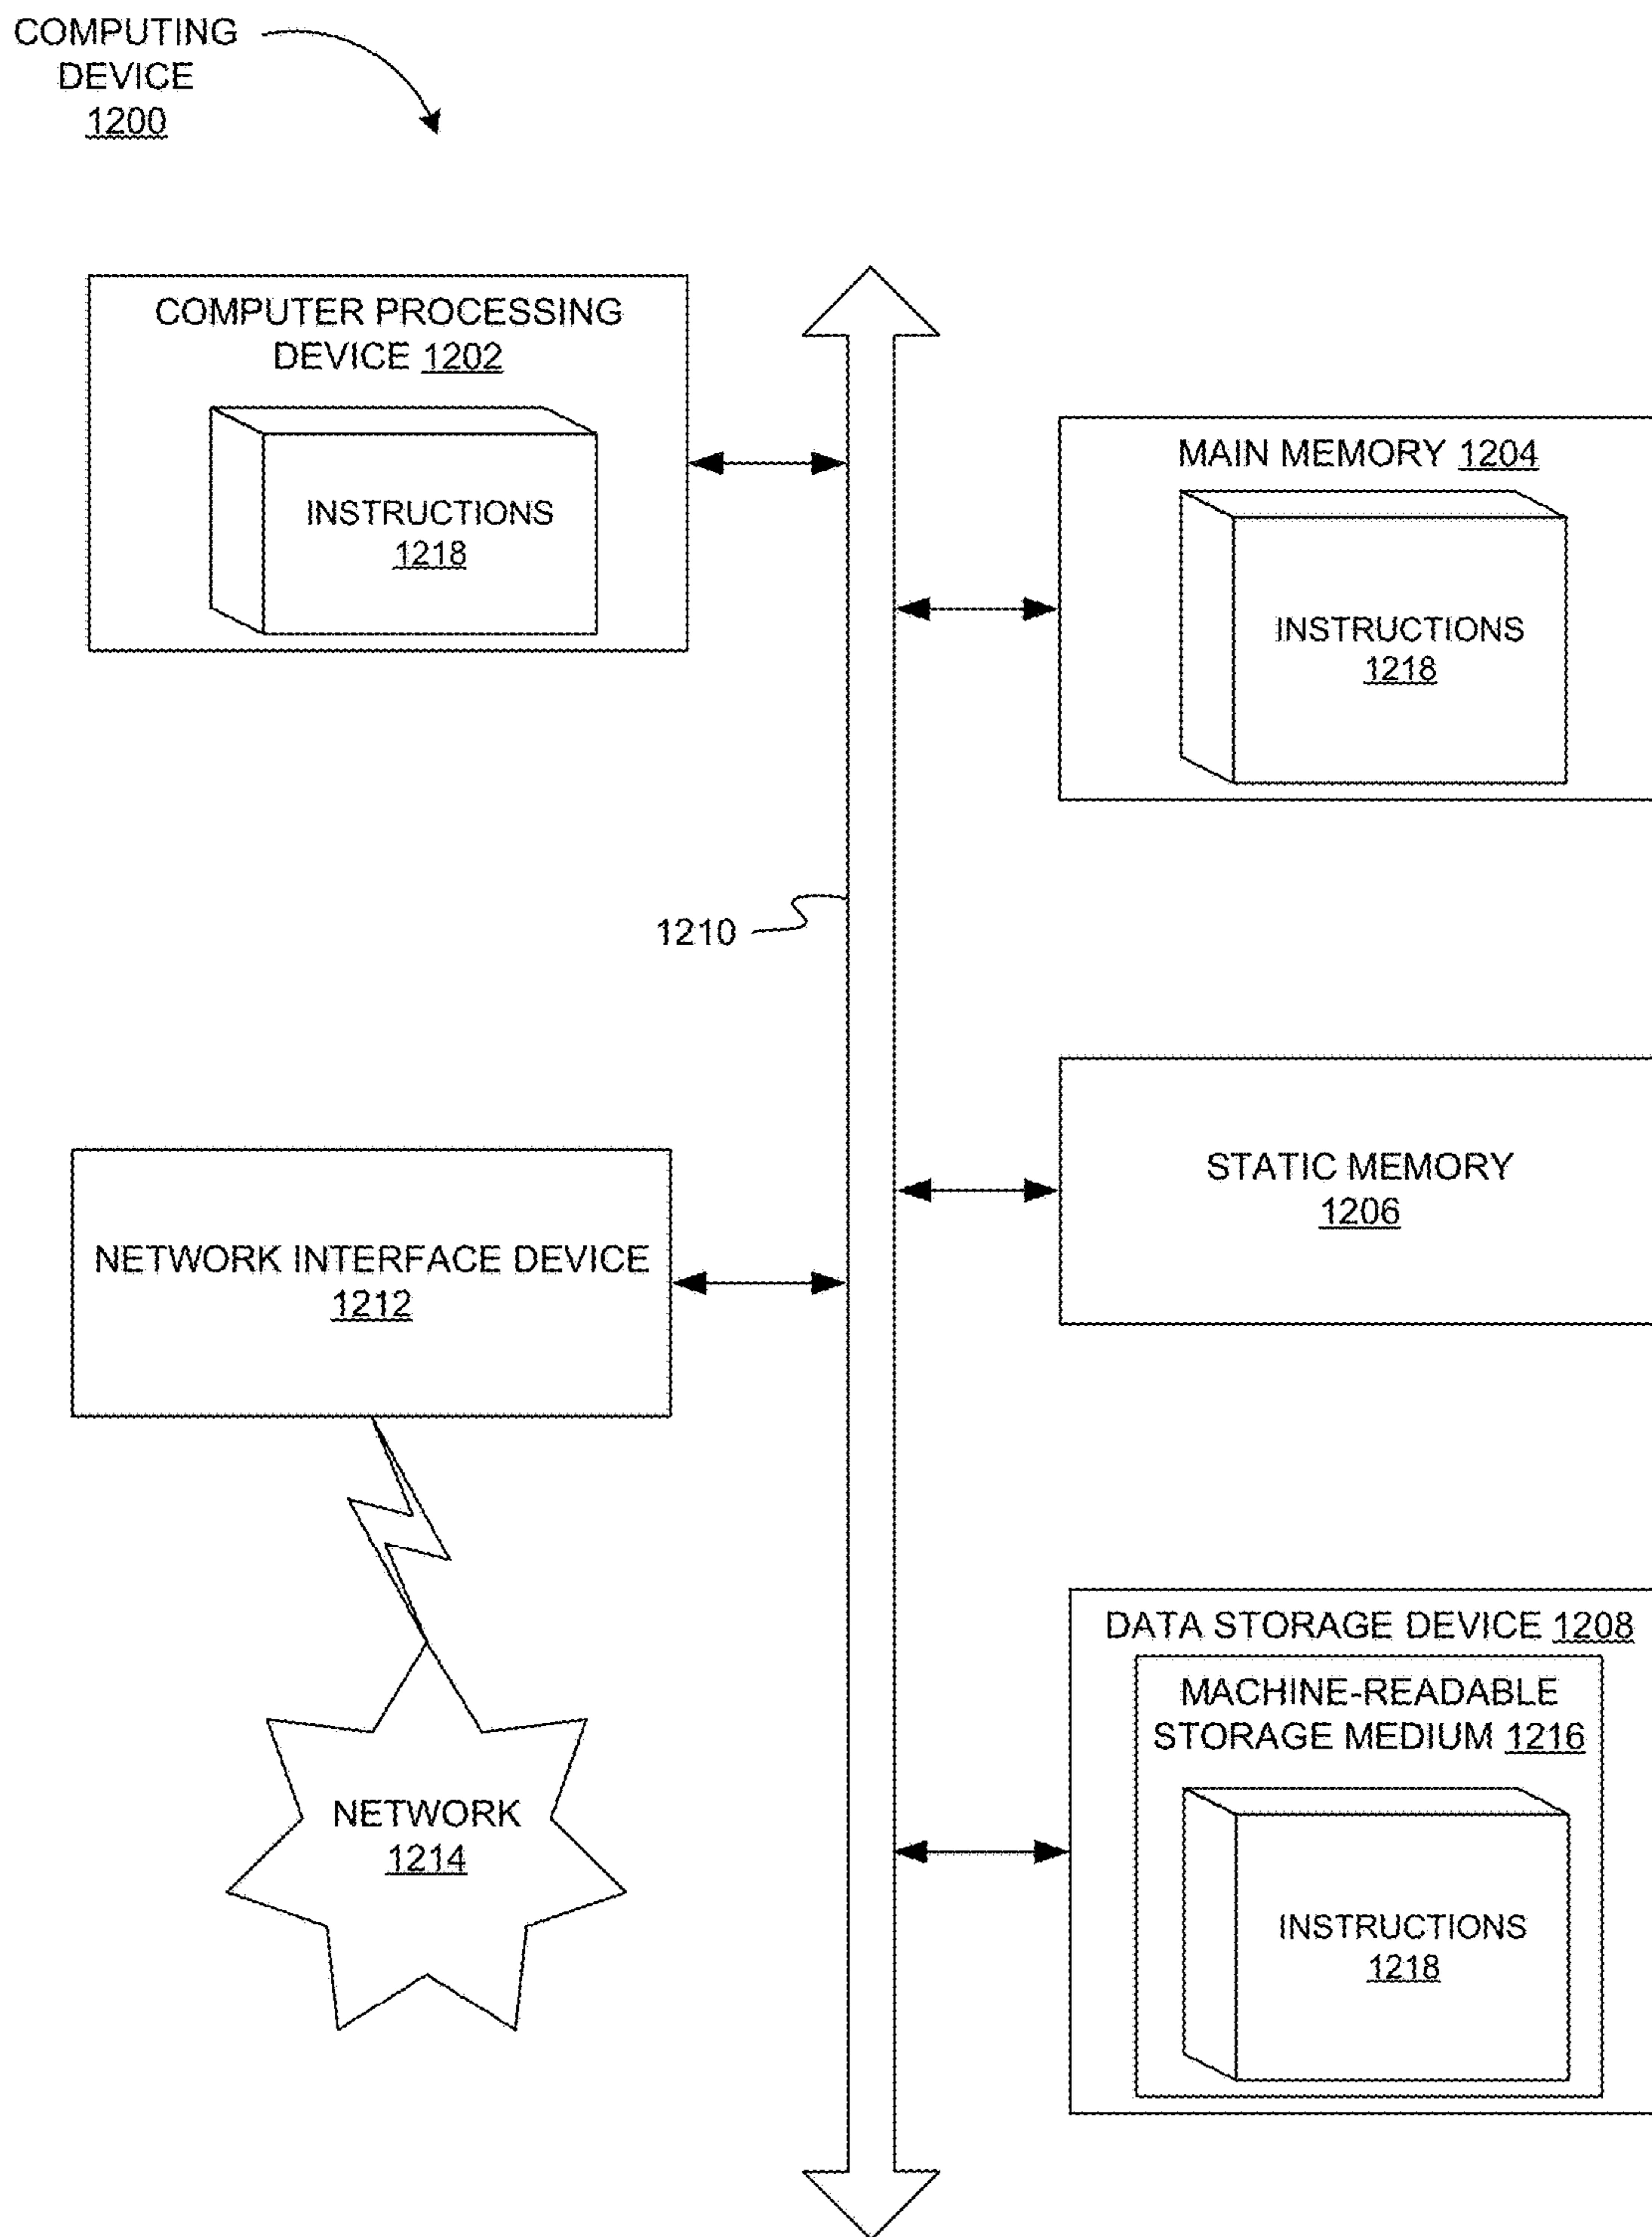 COMPUTING
DEVICE
1200
COMPUTER PROCESSING
DEVICE 1202
INSTRUCTIONS
1218
MAIN MEMORY 1204
INSTRUCTIONS
1218
1210
STATIC MEMORY
1206
NETWORK INTERFACE DEVICE
1212
DATA STORAGE DEVICE 1208
MACHINE-READABLE
STORAGE MEDIUM 1216
INSTRUCTIONS
1218
NETWORK
1214